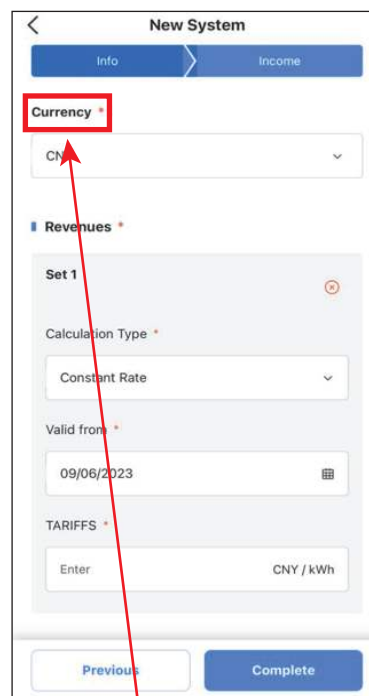 New System
Info
Income
Currency *
CNY
Revenues *
Set 1
Calculation Type *
Constant Rate
Valid from *
09/06/2023
TARIFFS *
Enter CNY / kWh
Previous Complete